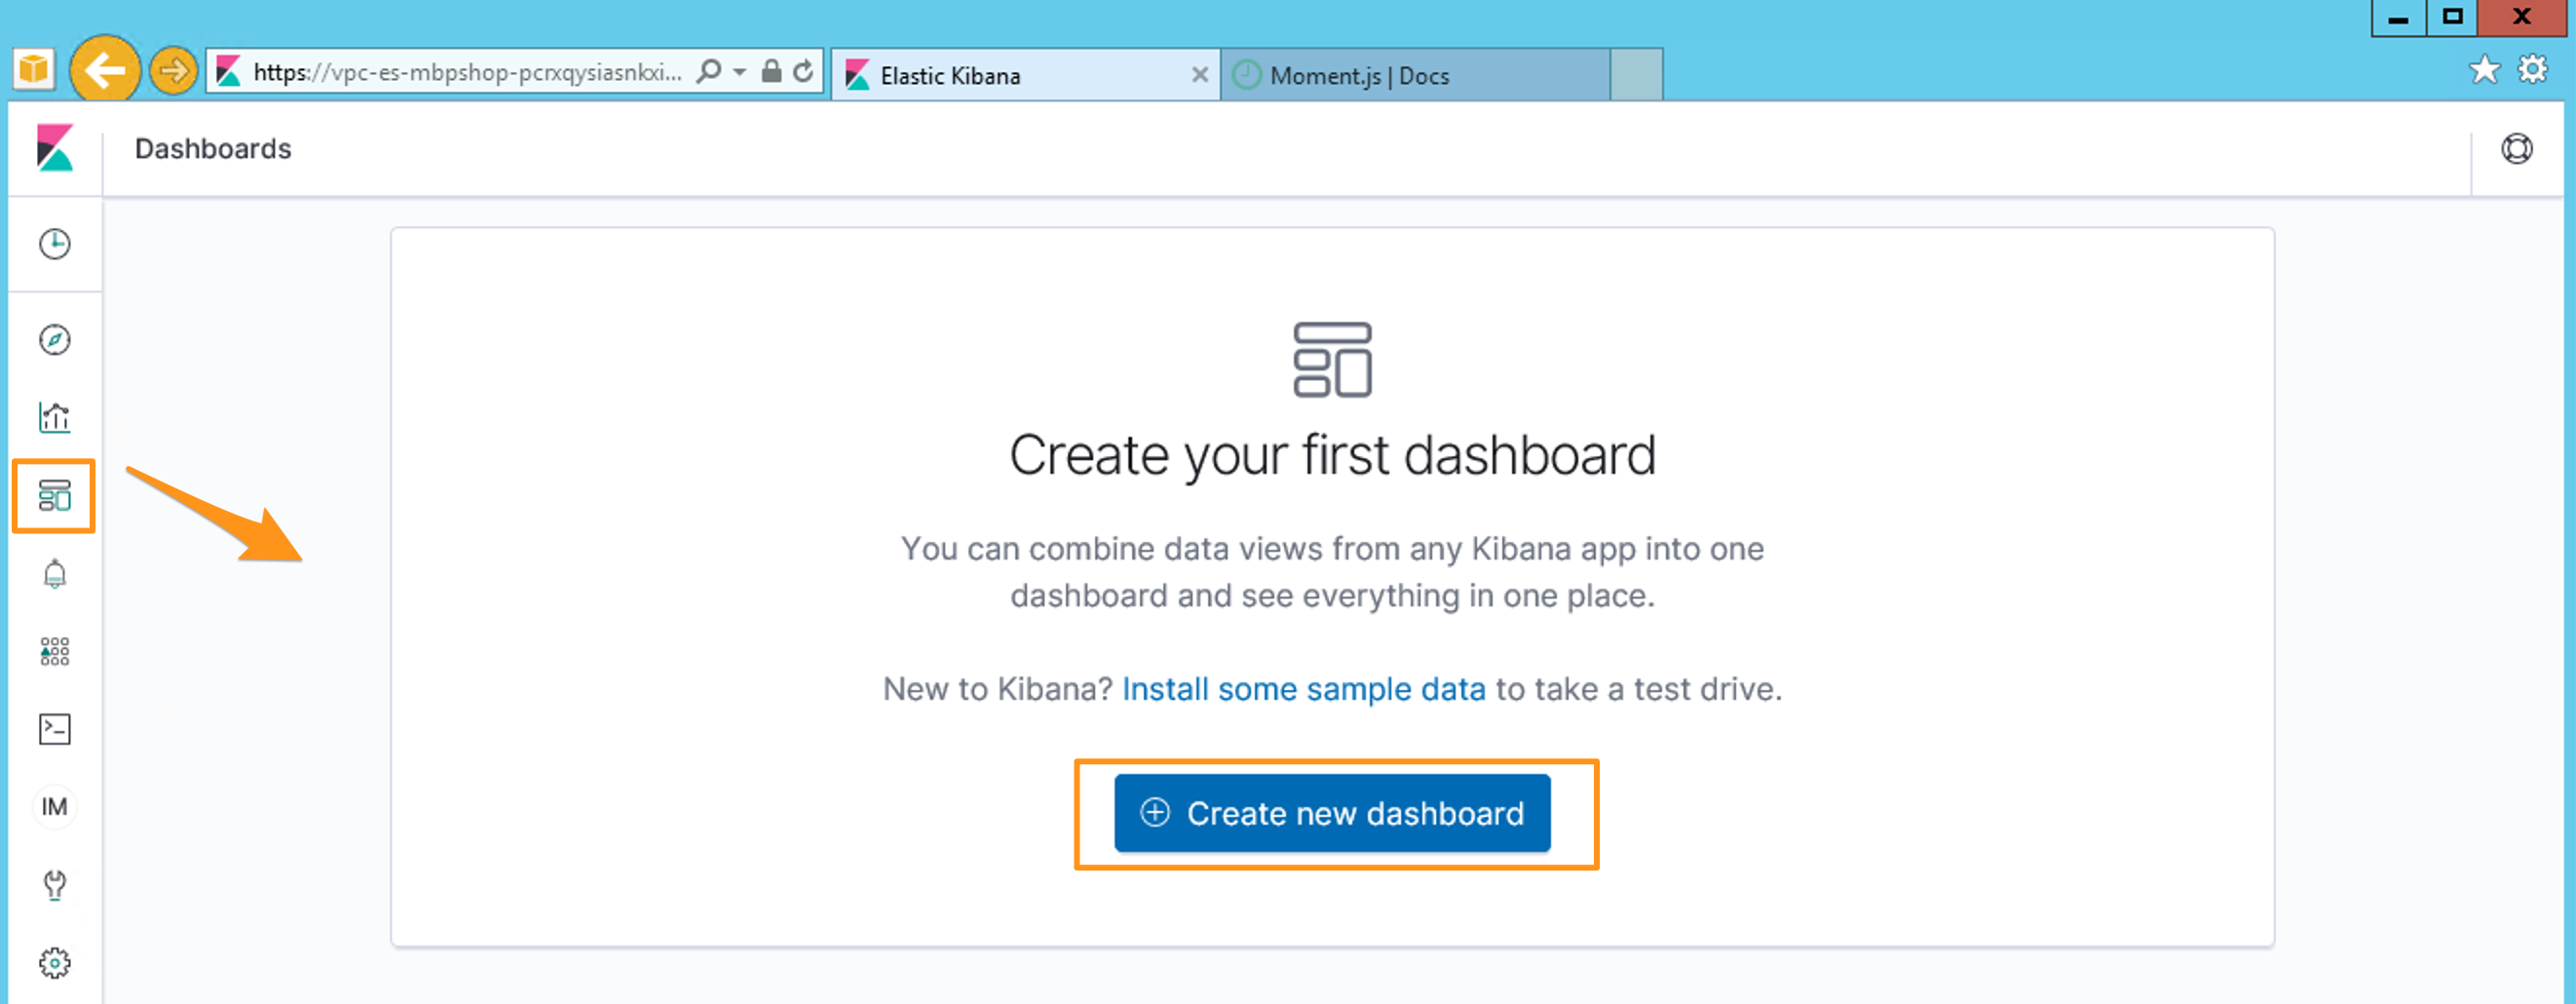 https://vpc-es-mbpshop-pcrxqysiasnkxi...
Elastic Kibana
Moment.js | Docs
Dashboards
Create your first dashboard
You can combine data views from any Kibana app into one
dashboard and see everything in one place.
New to Kibana? Install some sample data to take a test drive.
Create new dashboard
IM